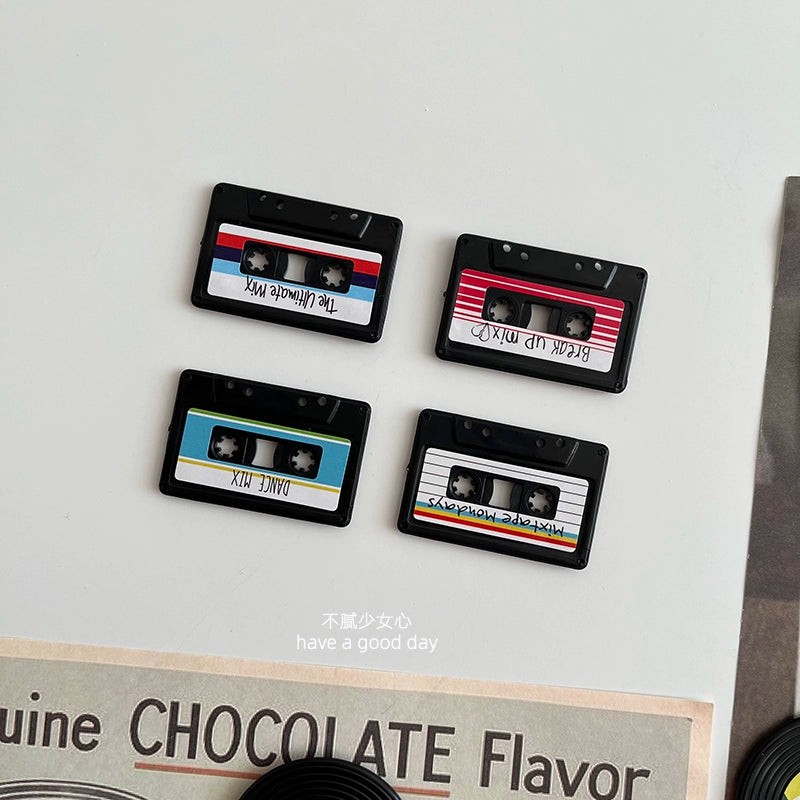 The Ultimate Mix
Break up mix
DANCE MIX
Mixtape Mondays
不腻少女心
have a good day
uine CHOCOLATE Flavor